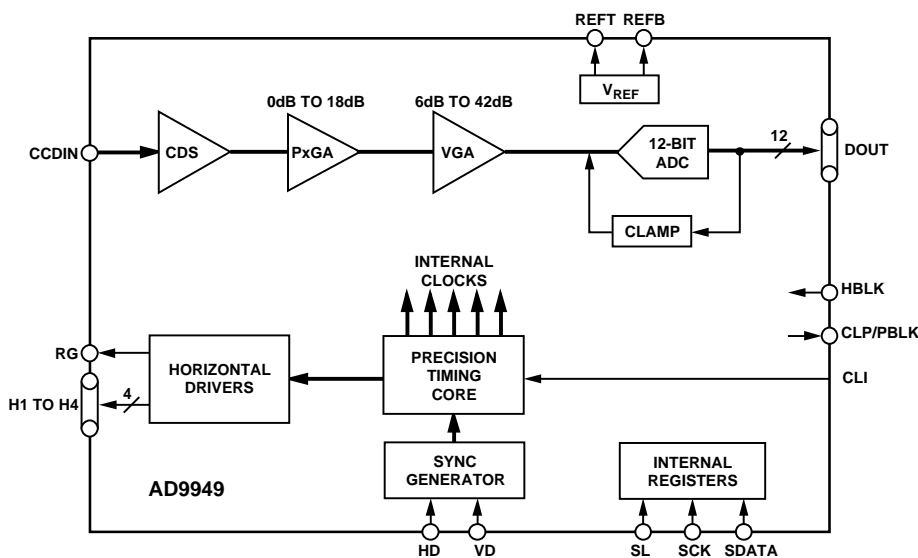 REFT REFB
VREF
0dB TO 18dB
6dB TO 42dB
CCDIN
CDS
PxGA
VGA
12-BIT
ADC
12
DOUT
CLAMP
INTERNAL
CLOCKS
HBLK
CLP/PBLK
RG
HORIZONTAL
DRIVERS
PRECISION
TIMING
CORE
CLI
H1 TO H4
4
SYNC
GENERATOR
INTERNAL
REGISTERS
AD9949
HD
VD
SL
SCK
SDATA